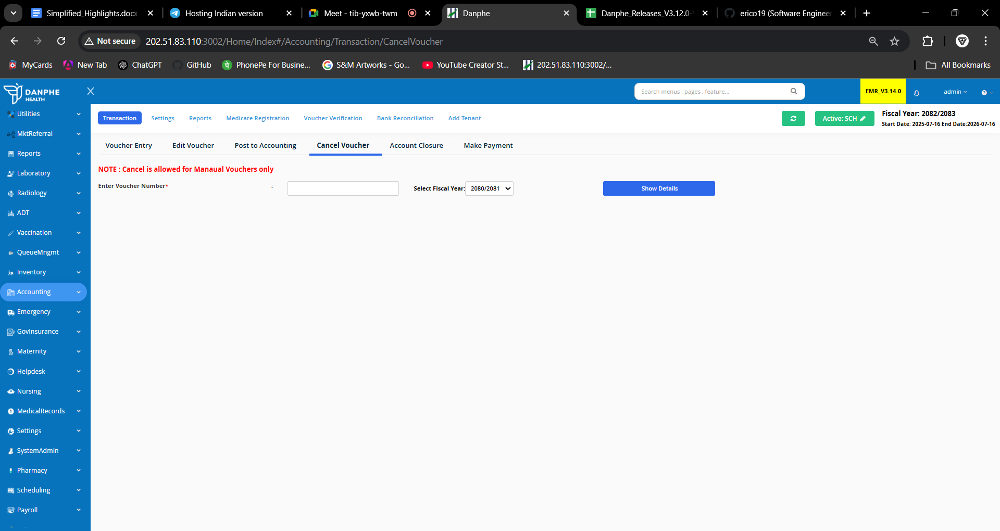 Simplified_Highlights.docx
Hosting Indian version
Meet - tib-yxwb-twm
Danphe
Danphe_Releases_V3.12.0-
erico19 (Software Engineer
Not secure
202.51.83.110:3002/Home/Index#/Accounting/Transaction/CancelVoucher
MyCards
New Tab
ChatGPT
GitHub
PhonePe For Busine...
S&M Artworks - Go...
YouTube Creator St...
202.51.83.110:3002/...
All Bookmarks
DANPHE
HEALTH
X
Search menus , pages , feature...
EMR_V3.14.0
admin
Utilities
MktReferral
Reports
Laboratory
Radiology
ADT
Vaccination
QueueMngmt
Inventory
Accounting
Emergency
GovInsurance
Maternity
Helpdesk
Nursing
MedicalRecords
Settings
SystemAdmin
Pharmacy
Scheduling
Payroll
Transaction
Settings
Reports
Medicare Registration
Voucher Verification
Bank Reconciliation
Add Tenant
Active: SCH
Fiscal Year: 2082/2083
Start Date: 2025-07-16 End Date:2026-07-16
Voucher Entry
Edit Voucher
Post to Accounting
Cancel Voucher
Account Closure
Make Payment
NOTE : Cancel is allowed for Manaual Vouchers only
Enter Voucher Number*
:
Select Fiscal Year:
2080/2081
Show Details